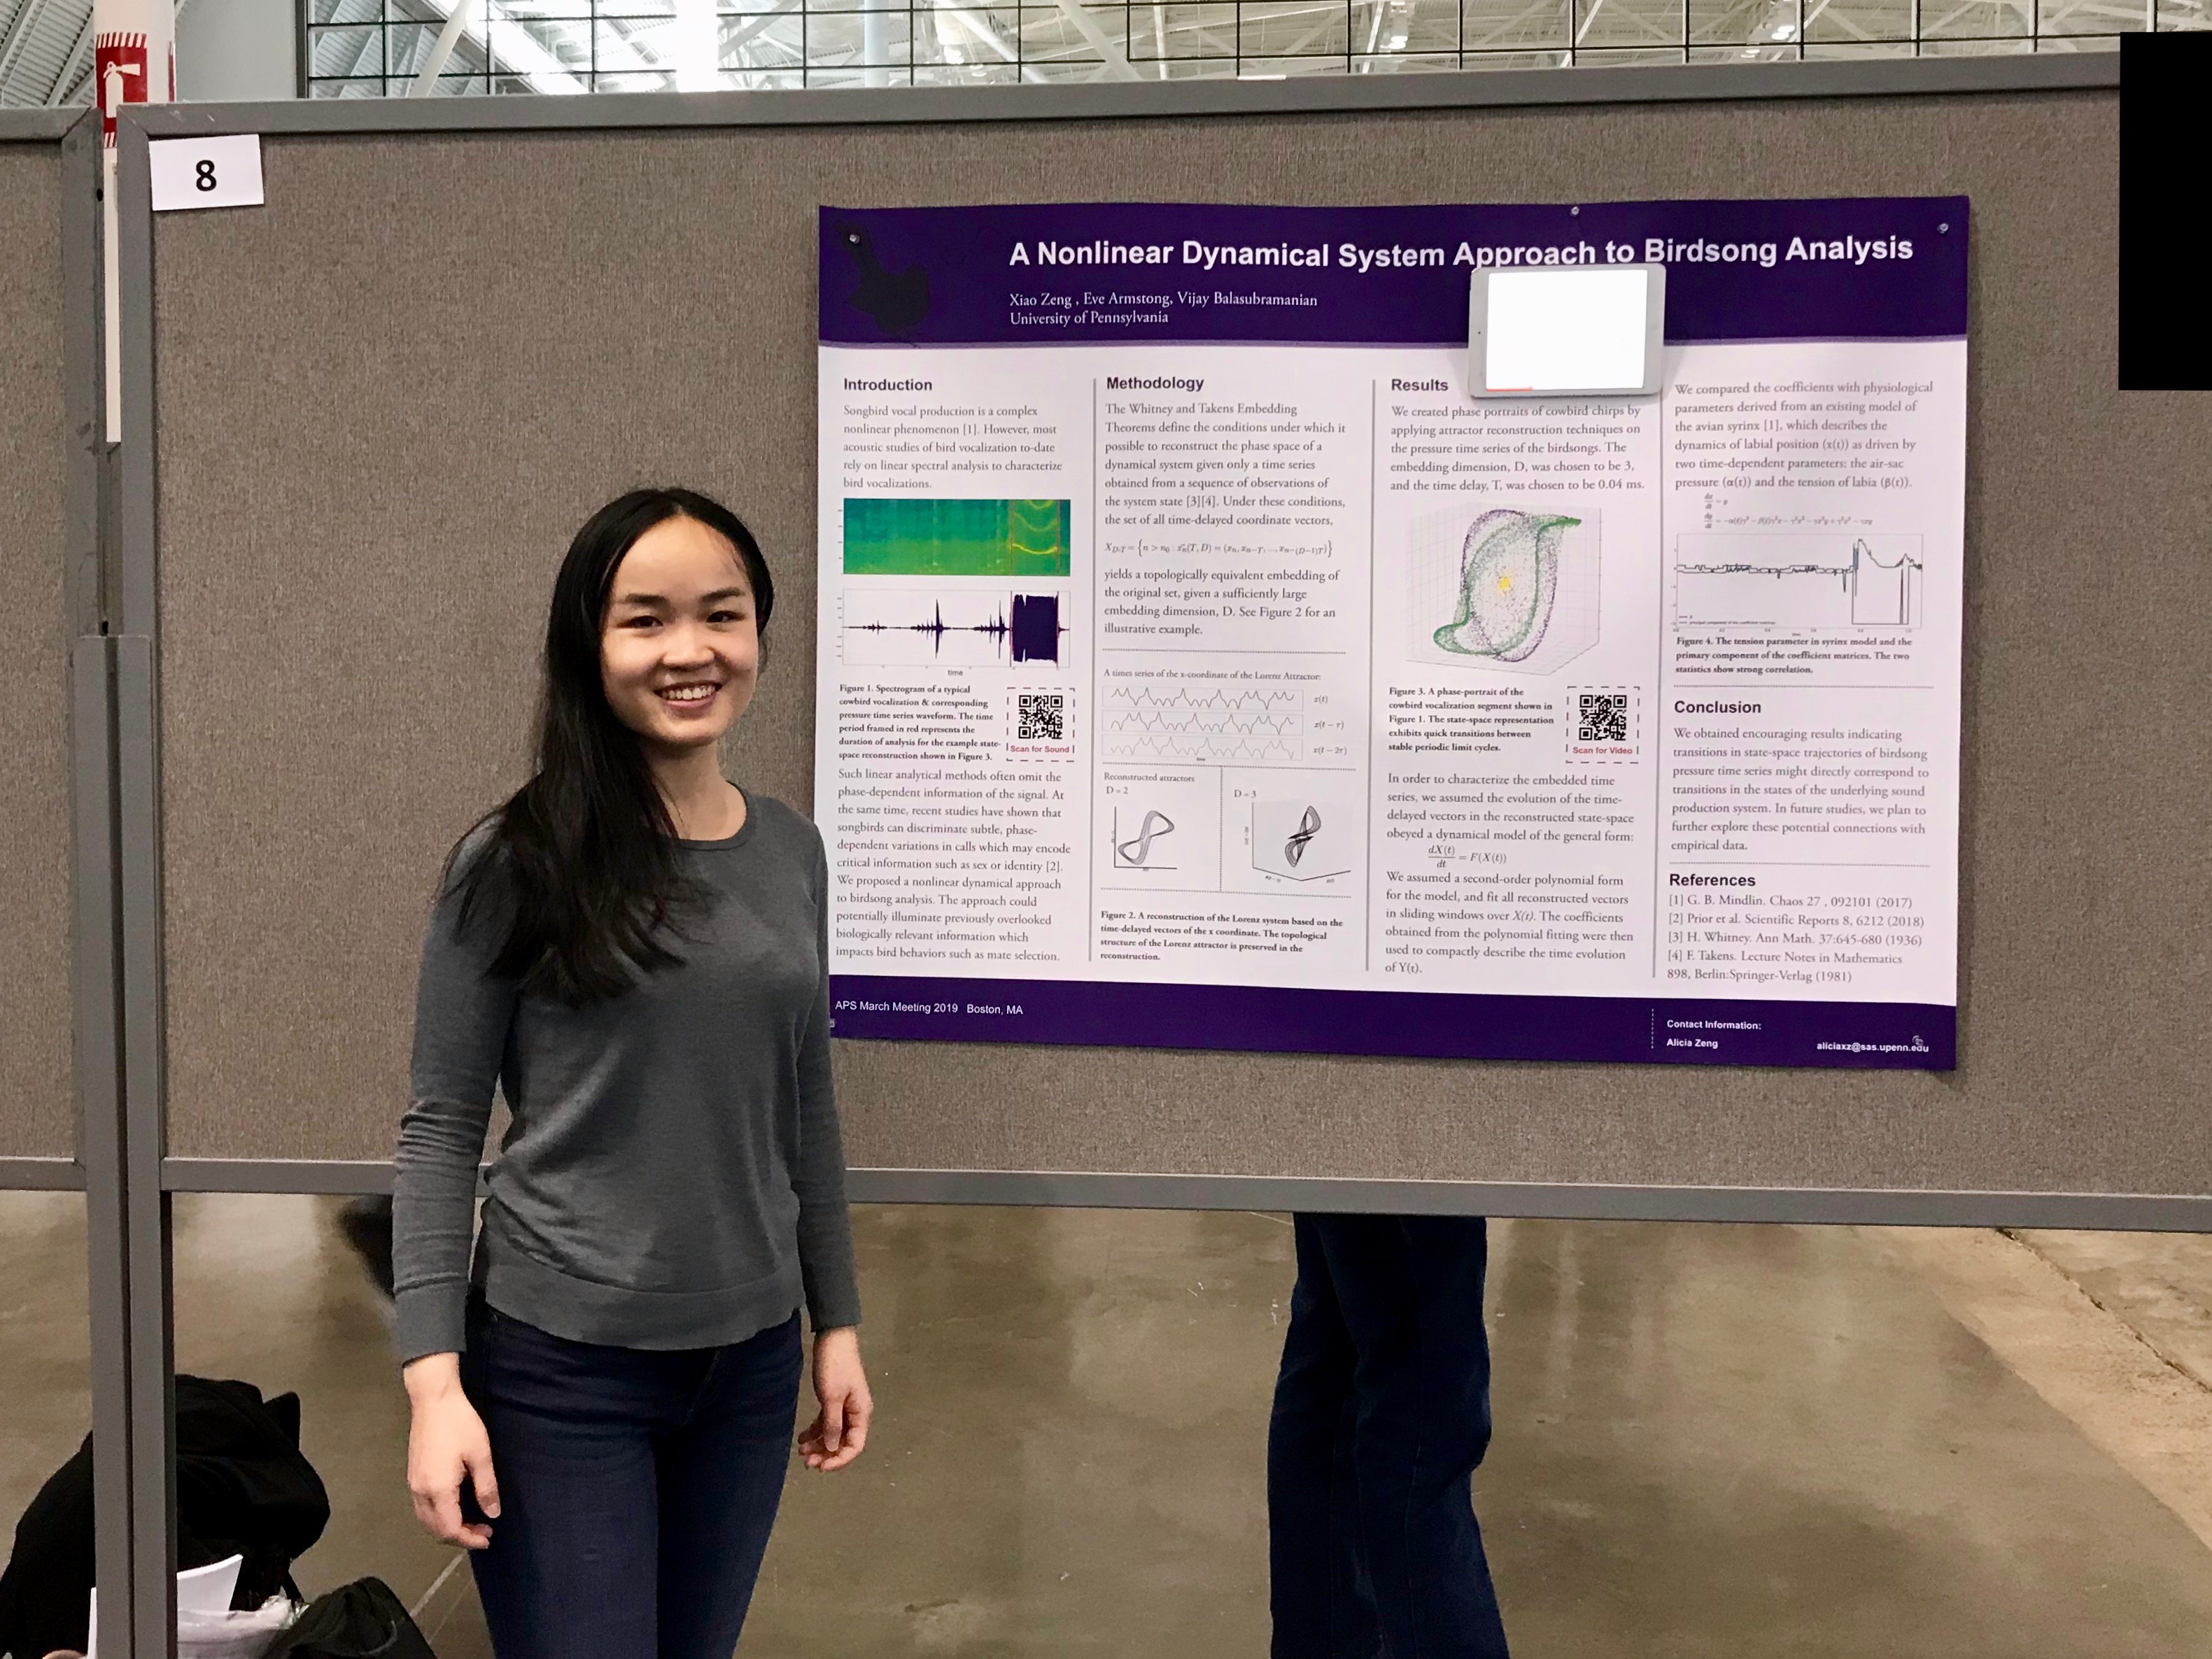 8
A Nonlinear Dynamical System Approach to Birdsong Analysis
Xiao Zeng , Eve Armstong, Vijay Balasubramanian
University of Pennsylvania
Introduction
Songbird vocal production is a complex
nonlinear phenomenon [1]. However, most
acoustic studies of bird vocalization to-date
rely on linear spectral analysis to characterize
bird vocalizations.
time
Figure 1. Spectrogram of a typical
cowbird vocalization & corresponding
pressure time series waveform. The time
period framed in red represents the
duration of analysis for the example state-
space reconstruction shown in Figure 3.
Scan for Sound
Such linear analytical methods often omit the
phase-dependent information of the signal. At
the same time, recent studies have shown that
songbirds can discriminate subtle, phase-
dependent variations in calls which may encode
critical information such as sex or identity [2].
We proposed a nonlinear dynamical approach
to birdsong analysis. The approach could
potentially illuminate previously overlooked
biologically relevant information which
impacts bird behaviors such as mate selection.
Methodology
The Whitney and Takens Embedding
Theorems define the conditions under which it
possible to reconstruct the phase space of a
dynamical system given only a time series
obtained from a sequence of observations of
the system state [3][4]. Under these conditions,
the set of all time-delayed coordinate vectors,
yields a topologically equivalent embedding of
the original set, given a sufficiently large
embedding dimension, D. See Figure 2 for an
illustrative example.
A times series of the x-coordinate of the Lorenz Attractor:
x(t)
x(t − τ)
x(t − 2τ)
time
Reconstructed attractors
D = 2
D = 3
Figure 2. A reconstruction of the Lorenz system based on the
time-delayed vectors of the x coordinate. The topological
structure of the Lorenz attractor is preserved in the
reconstruction.
Results
We created phase portraits of cowbird chirps by
applying attractor reconstruction techniques on
the pressure time series of the birdsongs. The
embedding dimension, D, was chosen to be 3,
and the time delay, T, was chosen to be 0.04 ms.
Figure 3. A phase-portrait of the
cowbird vocalization segment shown in
Figure 1. The state-space representation
exhibits quick transitions between
stable periodic limit cycles.
Scan for Video
In order to characterize the embedded time
series, we assumed the evolution of the time-
delayed vectors in the reconstructed state-space
obeyed a dynamical model of the general form:
dX(t)/dt = F(X(t))
We assumed a second-order polynomial form
for the model, and fit all reconstructed vectors
in sliding windows over X(t). The coefficients
obtained from the polynomial fitting were then
used to compactly describe the time evolution
of Y(t).
We compared the coefficients with physiological
parameters derived from an existing model of
the avian syrinx [1], which describes the
dynamics of labial position (x(t)) as driven by
two time-dependent parameters: the air-sac
pressure (α(t)) and the tension of labia (β(t)).
Figure 4. The tension parameter in syrinx model and the
primary component of the coefficient matrices. The two
statistics show strong correlation.
Conclusion
We obtained encouraging results indicating
transitions in state-space trajectories of birdsong
pressure time series might directly correspond to
transitions in the states of the underlying sound
production system. In future studies, we plan to
further explore these potential connections with
empirical data.
References
[1] G. B. Mindlin. Chaos 27 , 092101 (2017)
[2] Prior et al. Scientific Reports 8, 6212 (2018)
[3] H. Whitney. Ann Math. 37:645-680 (1936)
[4] F. Takens. Lecture Notes in Mathematics
898, Berlin:Springer-Verlag (1981)
APS March Meeting 2019 Boston, MA
Contact Information:
Alicia Zeng
aliciaxz@sas.upenn.edu